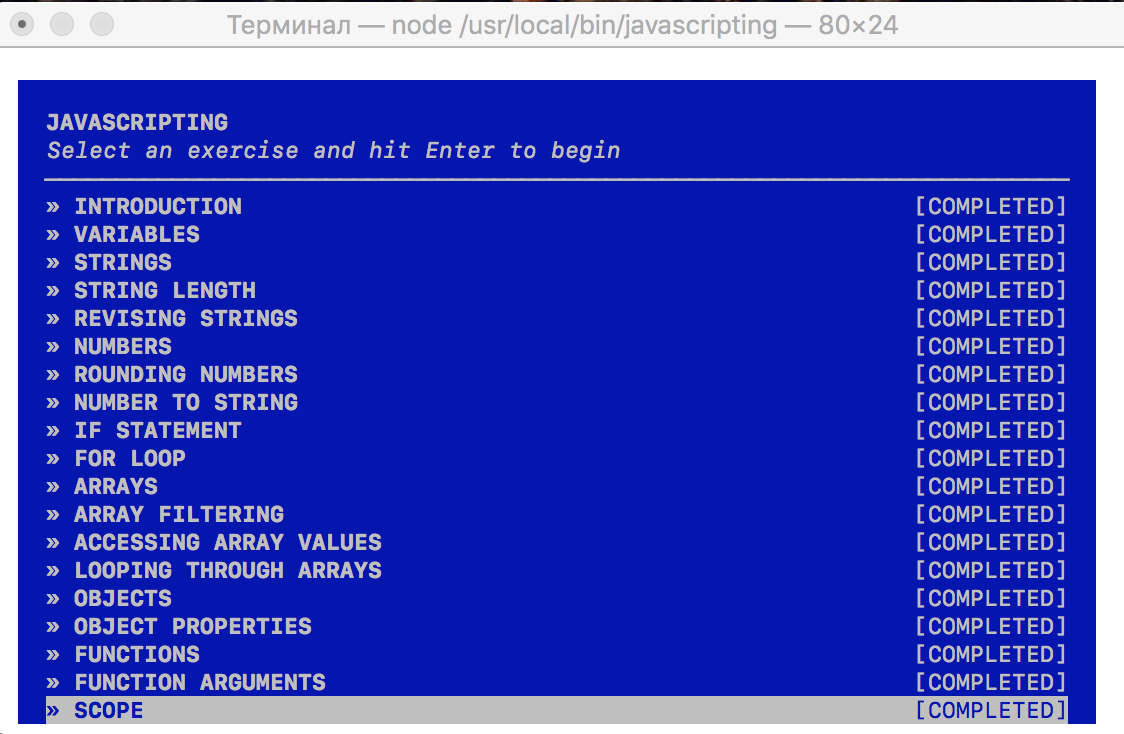 Терминал — node /usr/local/bin/javascripting — 80×24
JAVASCRIPTING
Select an exercise and hit Enter to begin
» INTRODUCTION [COMPLETED]
» VARIABLES [COMPLETED]
» STRINGS [COMPLETED]
» STRING LENGTH [COMPLETED]
» REVISING STRINGS [COMPLETED]
» NUMBERS [COMPLETED]
» ROUNDING NUMBERS [COMPLETED]
» NUMBER TO STRING [COMPLETED]
» IF STATEMENT [COMPLETED]
» FOR LOOP [COMPLETED]
» ARRAYS [COMPLETED]
» ARRAY FILTERING [COMPLETED]
» ACCESSING ARRAY VALUES [COMPLETED]
» LOOPING THROUGH ARRAYS [COMPLETED]
» OBJECTS [COMPLETED]
» OBJECT PROPERTIES [COMPLETED]
» FUNCTIONS [COMPLETED]
» FUNCTION ARGUMENTS [COMPLETED]
» SCOPE [COMPLETED]